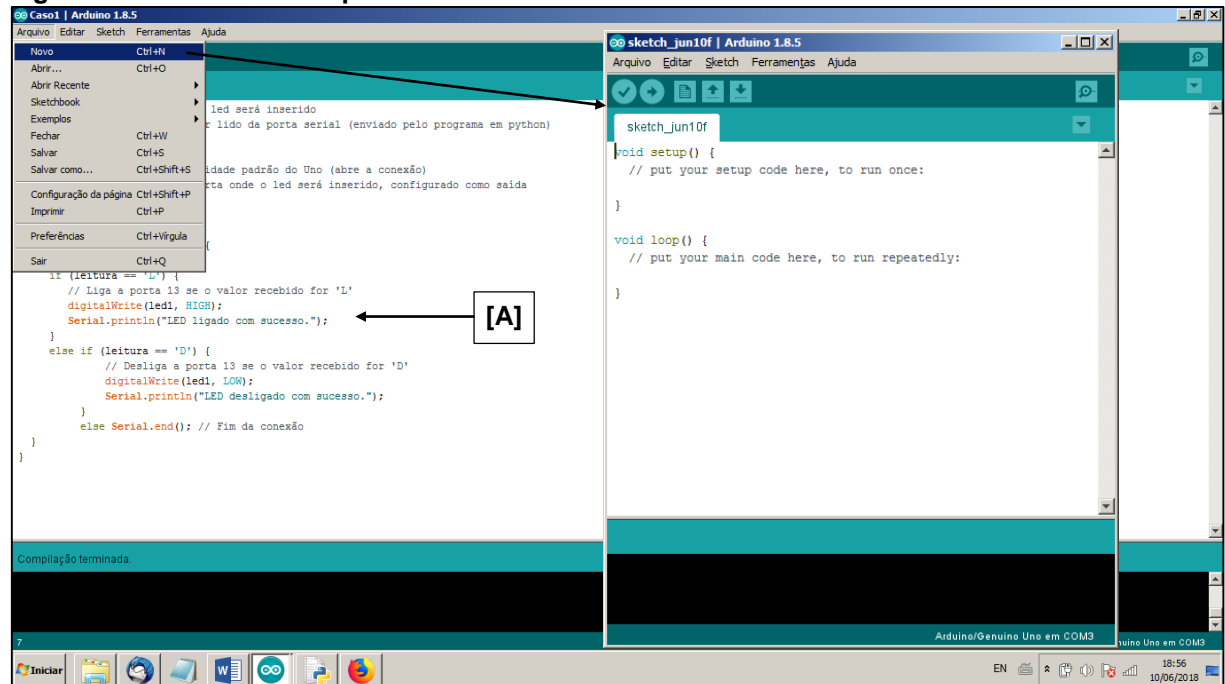 Caso1 | Arduino 1.8.5
Arquivo Editar Sketch Ferramentas Ajuda
Novo Ctrl+N
Abrir... Ctrl+O
Abrir Recente
Sketchbook
Exemplos
Fechar Ctrl+W
Salvar Ctrl+S
Salvar como... Ctrl+Shift+S
Configuração da página Ctrl+Shift+P
Imprimir Ctrl+P
Preferências Ctrl+Vírgula
Sair Ctrl+Q
led será inserido
r lido da porta serial (enviado pelo programa em python)
idade padrão do Uno (abre a conexão)
rta onde o led será inserido, configurado como saída
{
if (leitura == 'L') {
// Liga a porta 13 se o valor recebido for 'L'
digitalWrite(led1, HIGH);
Serial.println("LED ligado com sucesso.");
}
else if (leitura == 'D') {
// Desliga a porta 13 se o valor recebido for 'D'
digitalWrite(led1, LOW);
Serial.println("LED desligado com sucesso.");
}
else Serial.end(); // Fim da conexão
}
}
[A]
Compilação terminada.
7
sketch_jun10f | Arduino 1.8.5
Arquivo Editar Sketch Ferramentas Ajuda
sketch_jun10f
void setup() {
// put your setup code here, to run once:
}
void loop() {
// put your main code here, to run repeatedly:
}
Arduino/Genuino Uno em COM3
uino Uno em COM3
Iniciar
EN
18:56
10/06/2018